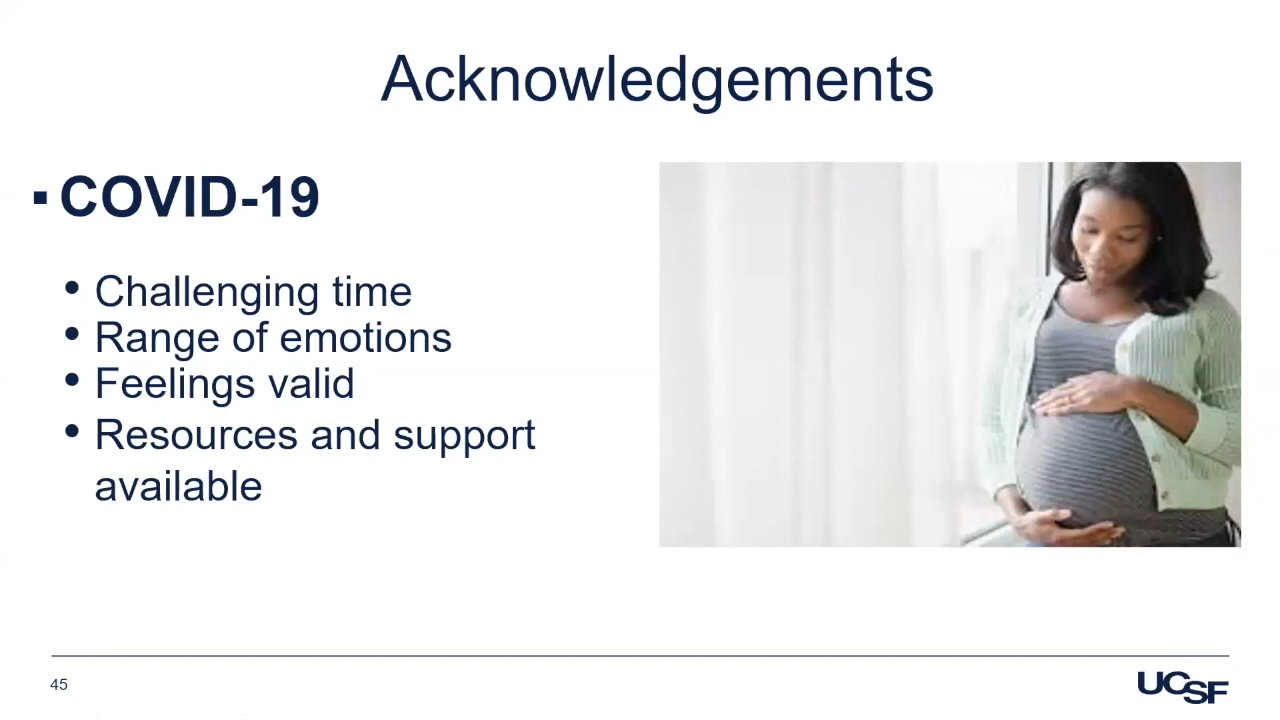 Acknowledgements
▪ COVID-19
• Challenging time
• Range of emotions
• Feelings valid
• Resources and support
available
45
UCSF